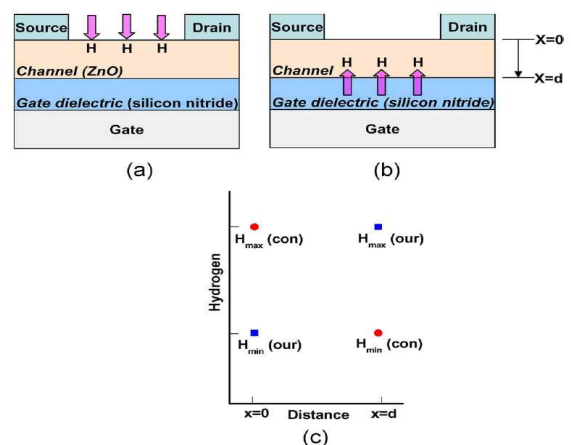 Source
Drain
H H H
Channel (ZnO)
Gate dielectric (silicon nitride)
Gate
(a)
Source
Drain
X=0
H H H
Channel
X=d
Gate dielectric (silicon nitride)
Gate
(b)
Hydrogen
Hmax (con)
Hmax (our)
Hmin (our)
Hmin (con)
x=0
Distance
x=d
(c)